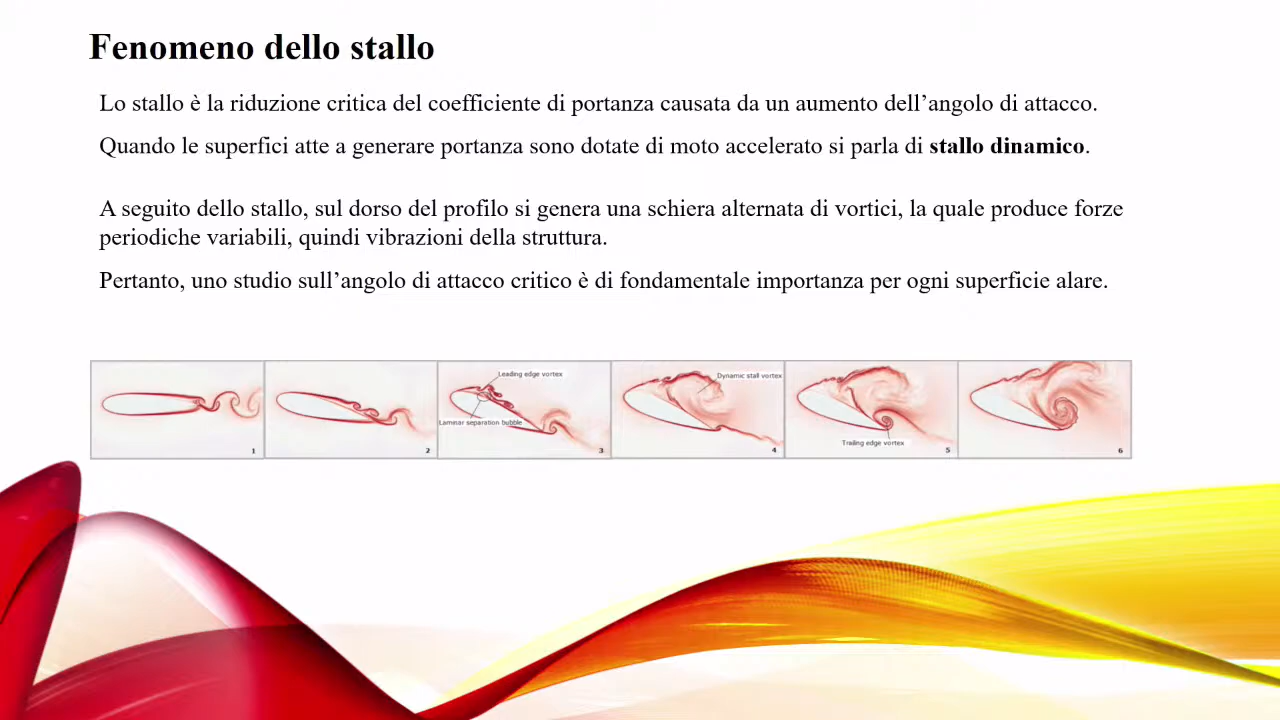 Fenomeno dello stallo
Lo stallo è la riduzione critica del coefficiente di portanza causata da un aumento dell’angolo di attacco.
Quando le superfici atte a generare portanza sono dotate di moto accelerato si parla di stallo dinamico.
A seguito dello stallo, sul dorso del profilo si genera una schiera alternata di vortici, la quale produce forze
periodiche variabili, quindi vibrazioni della struttura.
Pertanto, uno studio sull’angolo di attacco critico è di fondamentale importanza per ogni superficie alare.
1
2
Leading edge vortex
Laminar separation bubble
3
Dynamic stall vortex
4
Trailing edge vortex
5
6